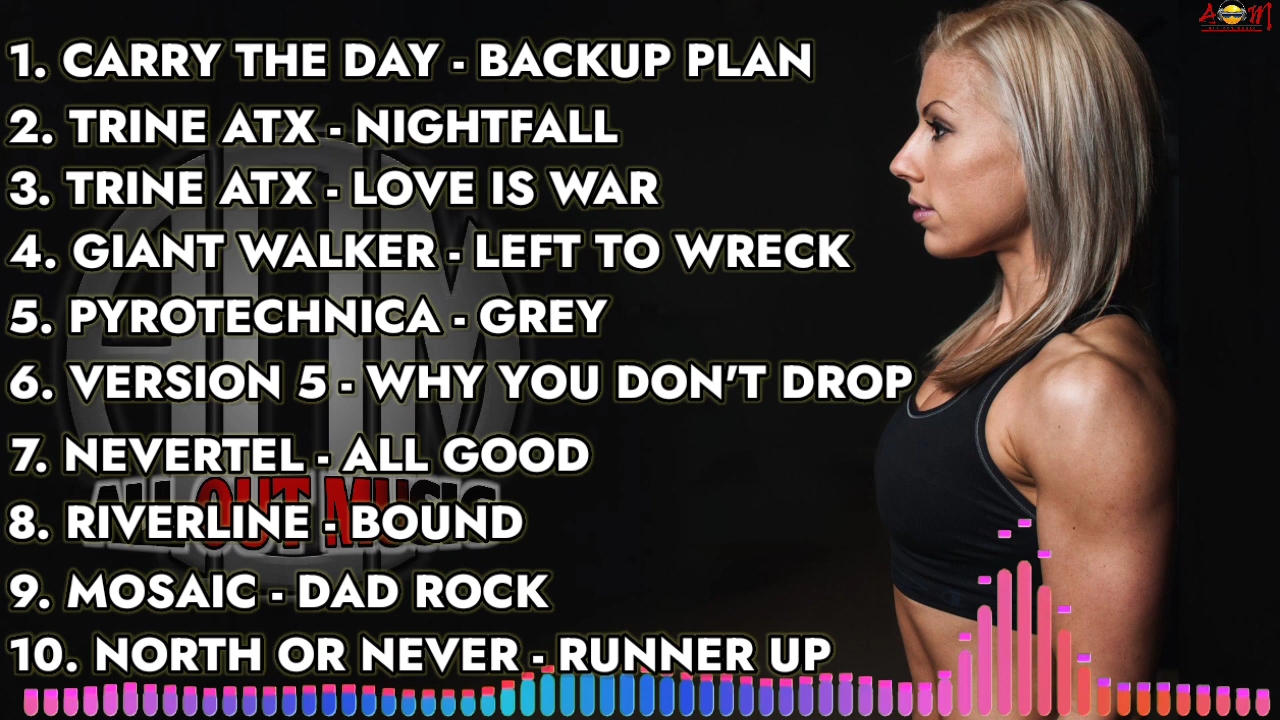 1. CARRY THE DAY - BACKUP PLAN
2. TRINE ATX - NIGHTFALL
3. TRINE ATX - LOVE IS WAR
4. GIANT WALKER - LEFT TO WRECK
5. PYROTECHNICA - GREY
6. VERSION 5 - WHY YOU DON'T DROP
7. NEVERTEL - ALL GOOD
ALL OUT MUSIC
8. RIVERLINE - BOUND
9. MOSAIC - DAD ROCK
10. NORTH OR NEVER - RUNNER UP